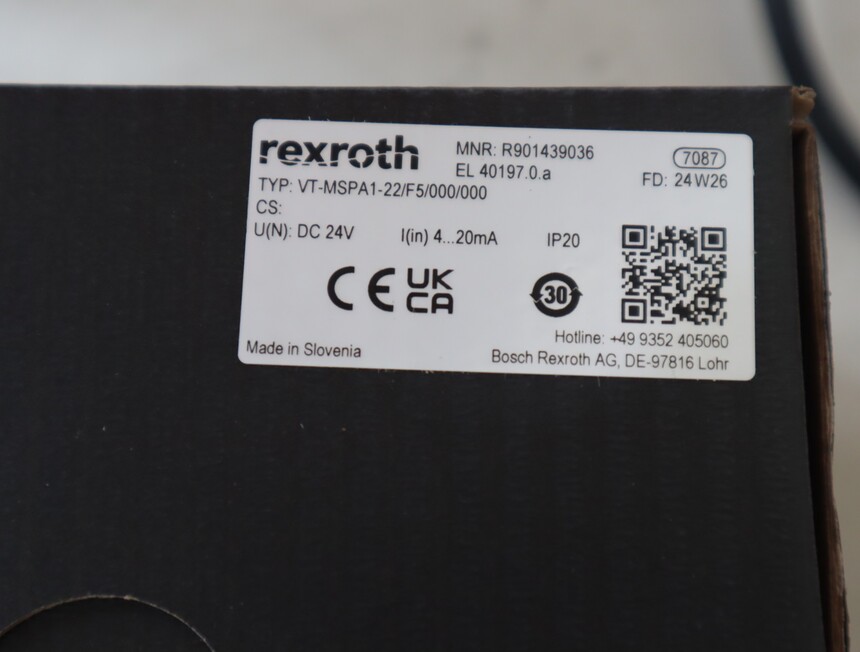 rexroth
MNR: R901439036
7087
EL 40197.0.a
FD: 24W26
TYP: VT-MSPA1-22/F5/000/000
CS:
U(N): DC 24V I(in) 4...20mA IP20
CE UK CA
30
Hotline: +49 9352 405060
Made in Slovenia
Bosch Rexroth AG, DE-97816 Lohr